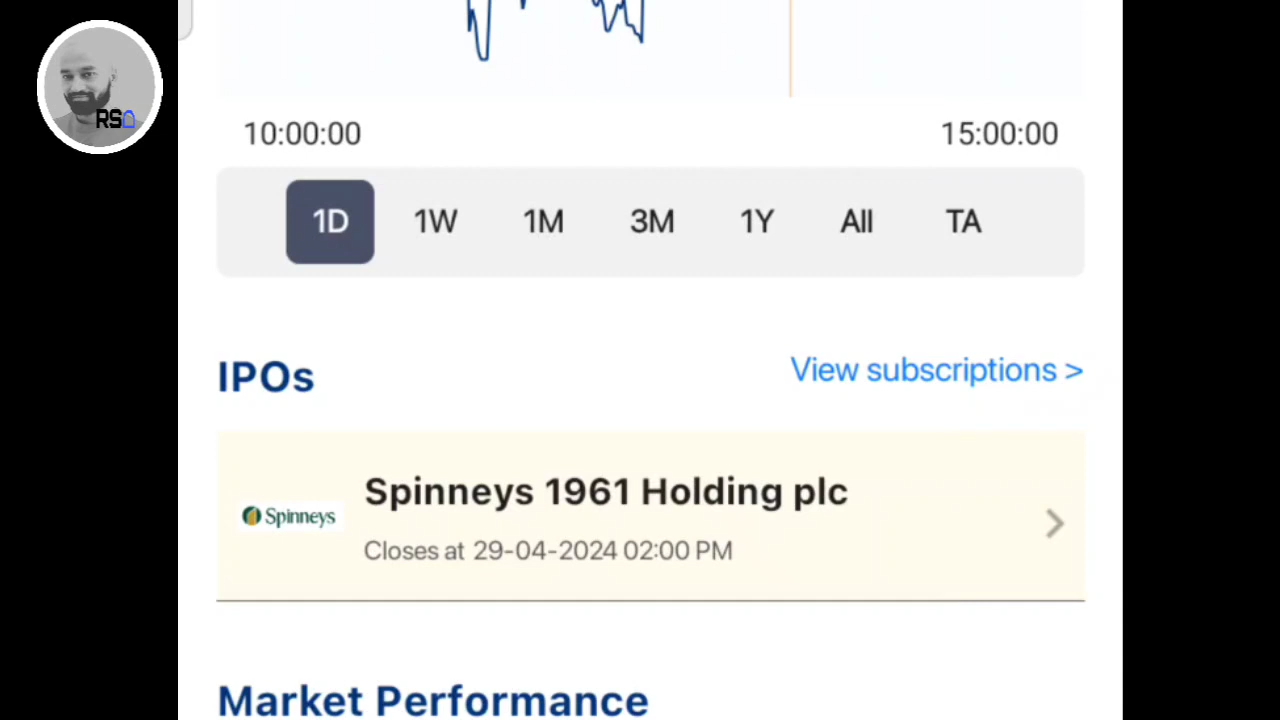 RSO
10:00:00 15:00:00
1D 1W 1M 3M 1Y All TA
IPOs View subscriptions >
Spinneys 1961 Holding plc
Spinneys
Closes at 29-04-2024 02:00 PM
Market Performance